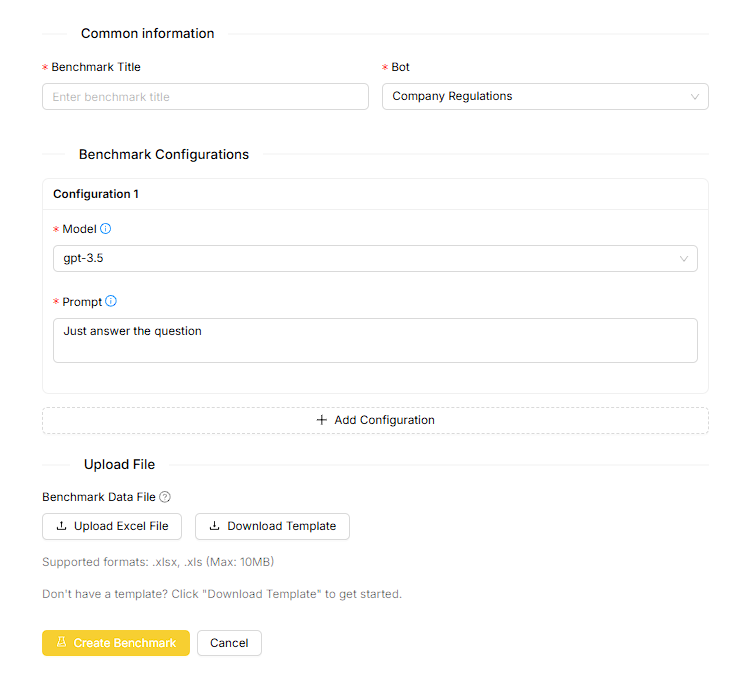 Common information
* Benchmark Title
* Bot
Enter benchmark title
Company Regulations
Benchmark Configurations
Configuration 1
* Model
gpt-3.5
* Prompt
Just answer the question
+ Add Configuration
Upload File
Benchmark Data File
Upload Excel File
Download Template
Supported formats: .xlsx, .xls (Max: 10MB)
Don't have a template? Click "Download Template" to get started.
Create Benchmark
Cancel